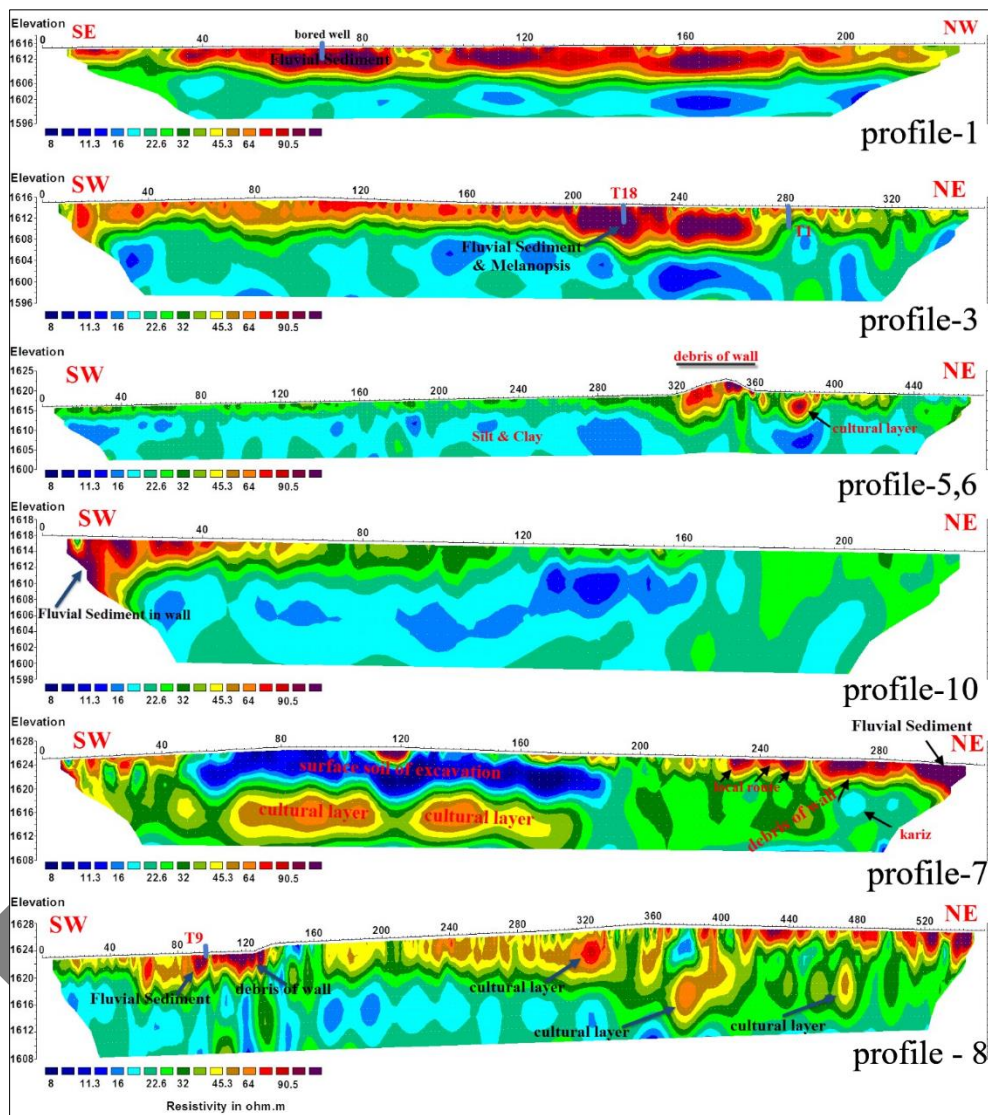 Elevation
SE
NW
0 40 80 120 160 200
bored well
Fluvial Sediment
1616
1612
1606
1602
1596
8 11.3 16 22.6 32 45.3 64 90.5
profile-1
Elevation
SW
NE
0 40 80 120 160 200 240 280 320
T18
T1
Fluvial Sediment
& Melanopsis
1616
1612
1608
1604
1600
1596
8 11.3 16 22.6 32 45.3 64 90.5
profile-3
Elevation
SW
debris of wall
NE
0 40 80 120 160 200 240 280 320 360 400 440
1625
1620
1615
1610
1605
1600
Silt & Clay
cultural layer
8 11.3 16 22.6 32 45.3 64 90.5
profile-5,6
Elevation
SW
NE
0 40 80 120 160 200
1618
1618
1614
1612
1610
1608
1606
1604
1602
1600
1598
Fluvial Sediment in wall
8 11.3 16 22.6 32 45.3 64 90.5
profile-10
Elevation
SW
Fluvial Sediment
NE
0 40 80 120 160 200 240 280
1628
1624
1620
1616
1612
1608
surface soil of excavation
cultural layer
cultural layer
local route
debris of wall
kariz
8 11.3 16 22.6 32 45.3 64 90.5
profile-7
Elevation
SW
NE
0 40 80 120 160 200 240 280 320 360 400 440 480 520
T9
1628
1624
1620
1616
1612
1608
Fluvial Sediment
debris of wall
cultural layer
cultural layer
cultural layer
8 11.3 16 22.6 32 45.3 64 90.5
profile - 8
Resistivity in ohm.m